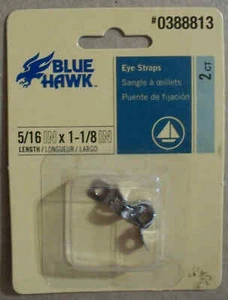 #0388813
BLUE
HAWK
Eye Straps
Sangle à œillets
Puente de fijación
2 CT
5/16 IN x 1-1/8 IN
LENGTH / LONGUEUR / LARGO